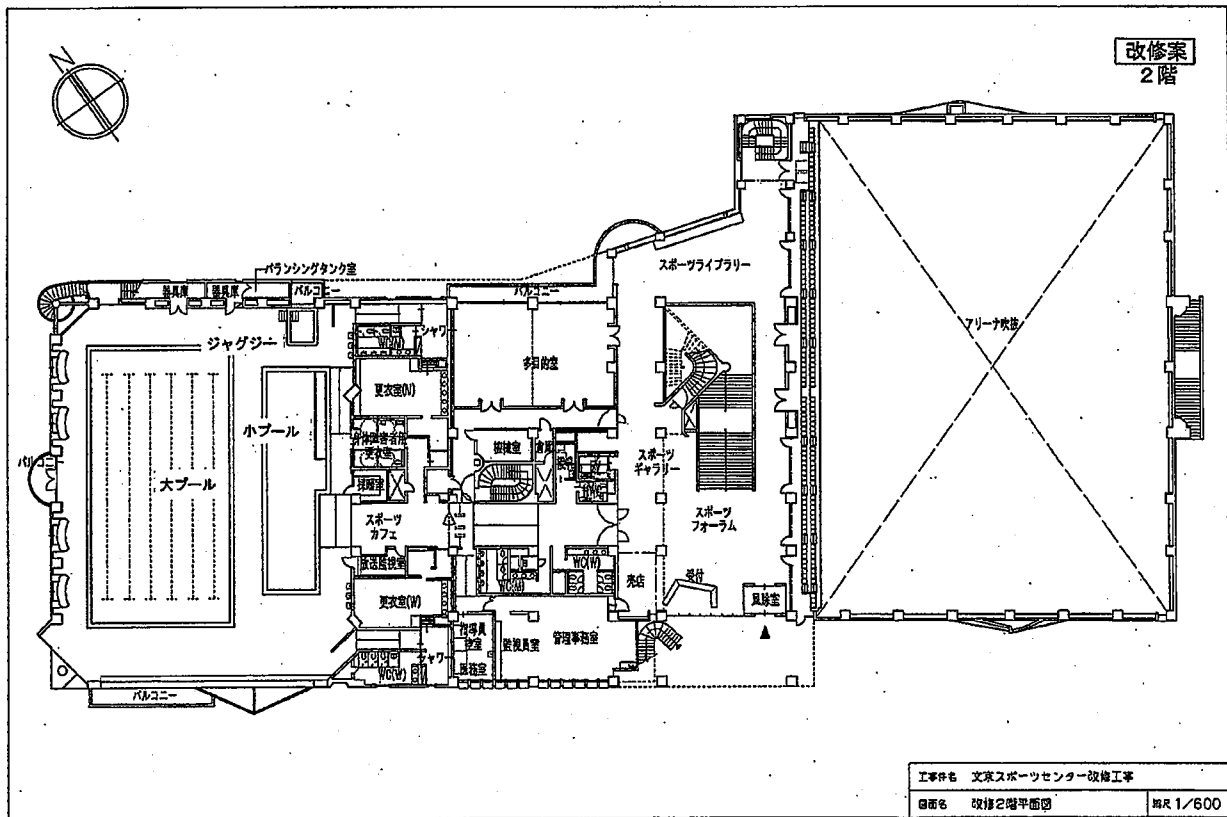 N
改修案
2階
バランシングタンク室
器具庫
器具庫
バルコニー
バルコニー
スポーツライブラリー
ジャグジー
WC(M)
シャワー
多目的室
アリーナ吹抜
更衣室(N)
小プール
身体障害者用
更衣室
機械室
倉庫
スポーツ
ギャラリー
バルコニー
大プール
採暖室
スポーツ
カフェ
スポーツ
フォーラム
放送監視室
WC(M)
WC(W)
売店
受付
風除室
更衣室(W)
指導員
控室
監視員室
管理事務室
医務室
シャワー
WC(W)
バルコニー
工事件名 文京スポーツセンター改修工事
図面名 改修2階平面図
縮尺 1/600